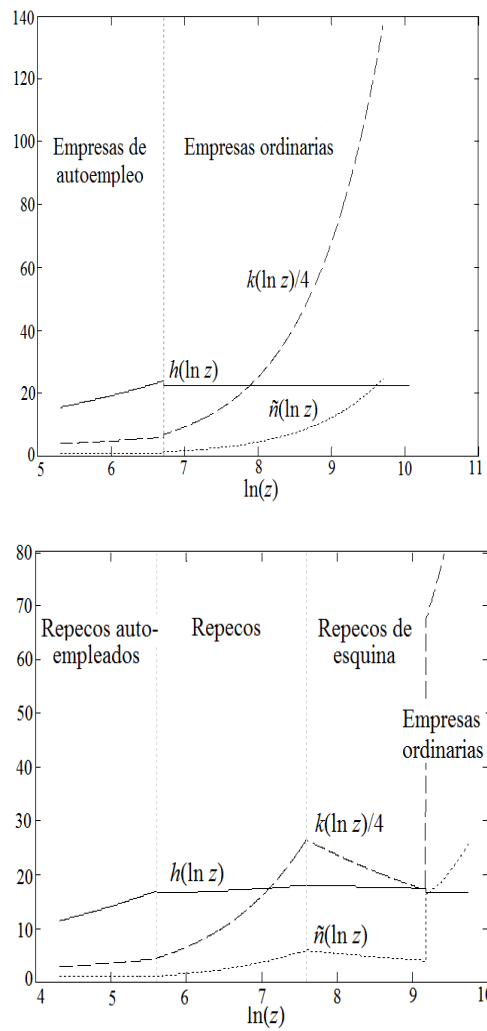 140
120
100
80
60
40
20
0
Empresas de
autoempleo
Empresas ordinarias
k(ln z)/4
h(ln z)
ñ(ln z)
5 6 7 8 9 10 11
ln(z)
80
70
60
50
40
30
20
10
0
Repecos auto-
empleados
Repecos
Repecos de
esquina
Empresas
ordinarias
k(ln z)/4
h(ln z)
ñ(ln z)
4 5 6 7 8 9 10
ln(z)